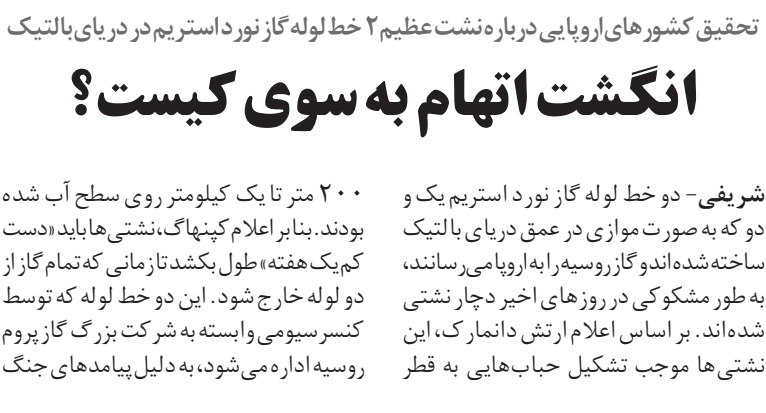 تحقیق کشورهای اروپایی درباره نشت عظیم ۲ خط لوله گاز نورد استریم در دریای بالتیک
انگشت اتهام به سوی کیست؟
شریفی- دو خط لوله گاز نورد استریم یک و
دو که به صورت موازی در عمق دریای بالتیک
ساخته شده‌اند و گاز روسیه را به اروپا می‌رسانند،
به طور مشکوکی در روزهای اخیر دچار نشتی
شده‌اند. بر اساس اعلام ارتش دانمارک، این
نشتی‌ها موجب تشکیل حباب‌هایی به قطر
۲۰۰ متر تا یک کیلومتر روی سطح آب شده
بودند. بنابر اعلام کپنهاگ، نشتی‌ها باید «دست
کم یک هفته» طول بکشد تا زمانی که تمام گاز از
دو لوله خارج شود. این دو خط لوله که توسط
کنسرسیومی وابسته به شرکت بزرگ گازپروم
روسیه اداره می‌شود، به دلیل پیامدهای جنگ